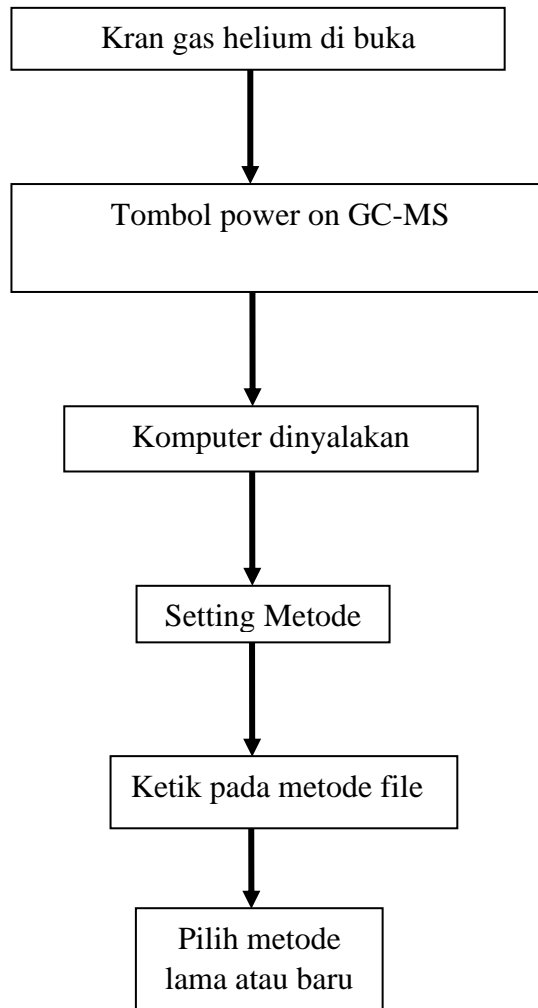 Kran gas helium di buka
Tombol power on GC-MS
Komputer dinyalakan
Setting Metode
Ketik pada metode file
Pilih metode
lama atau baru